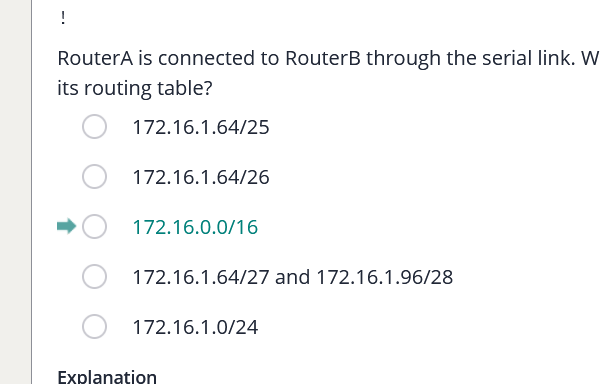 !
RouterA is connected to RouterB through the serial link. W
its routing table?
172.16.1.64/25
172.16.1.64/26
172.16.0.0/16
172.16.1.64/27 and 172.16.1.96/28
172.16.1.0/24
Explanation